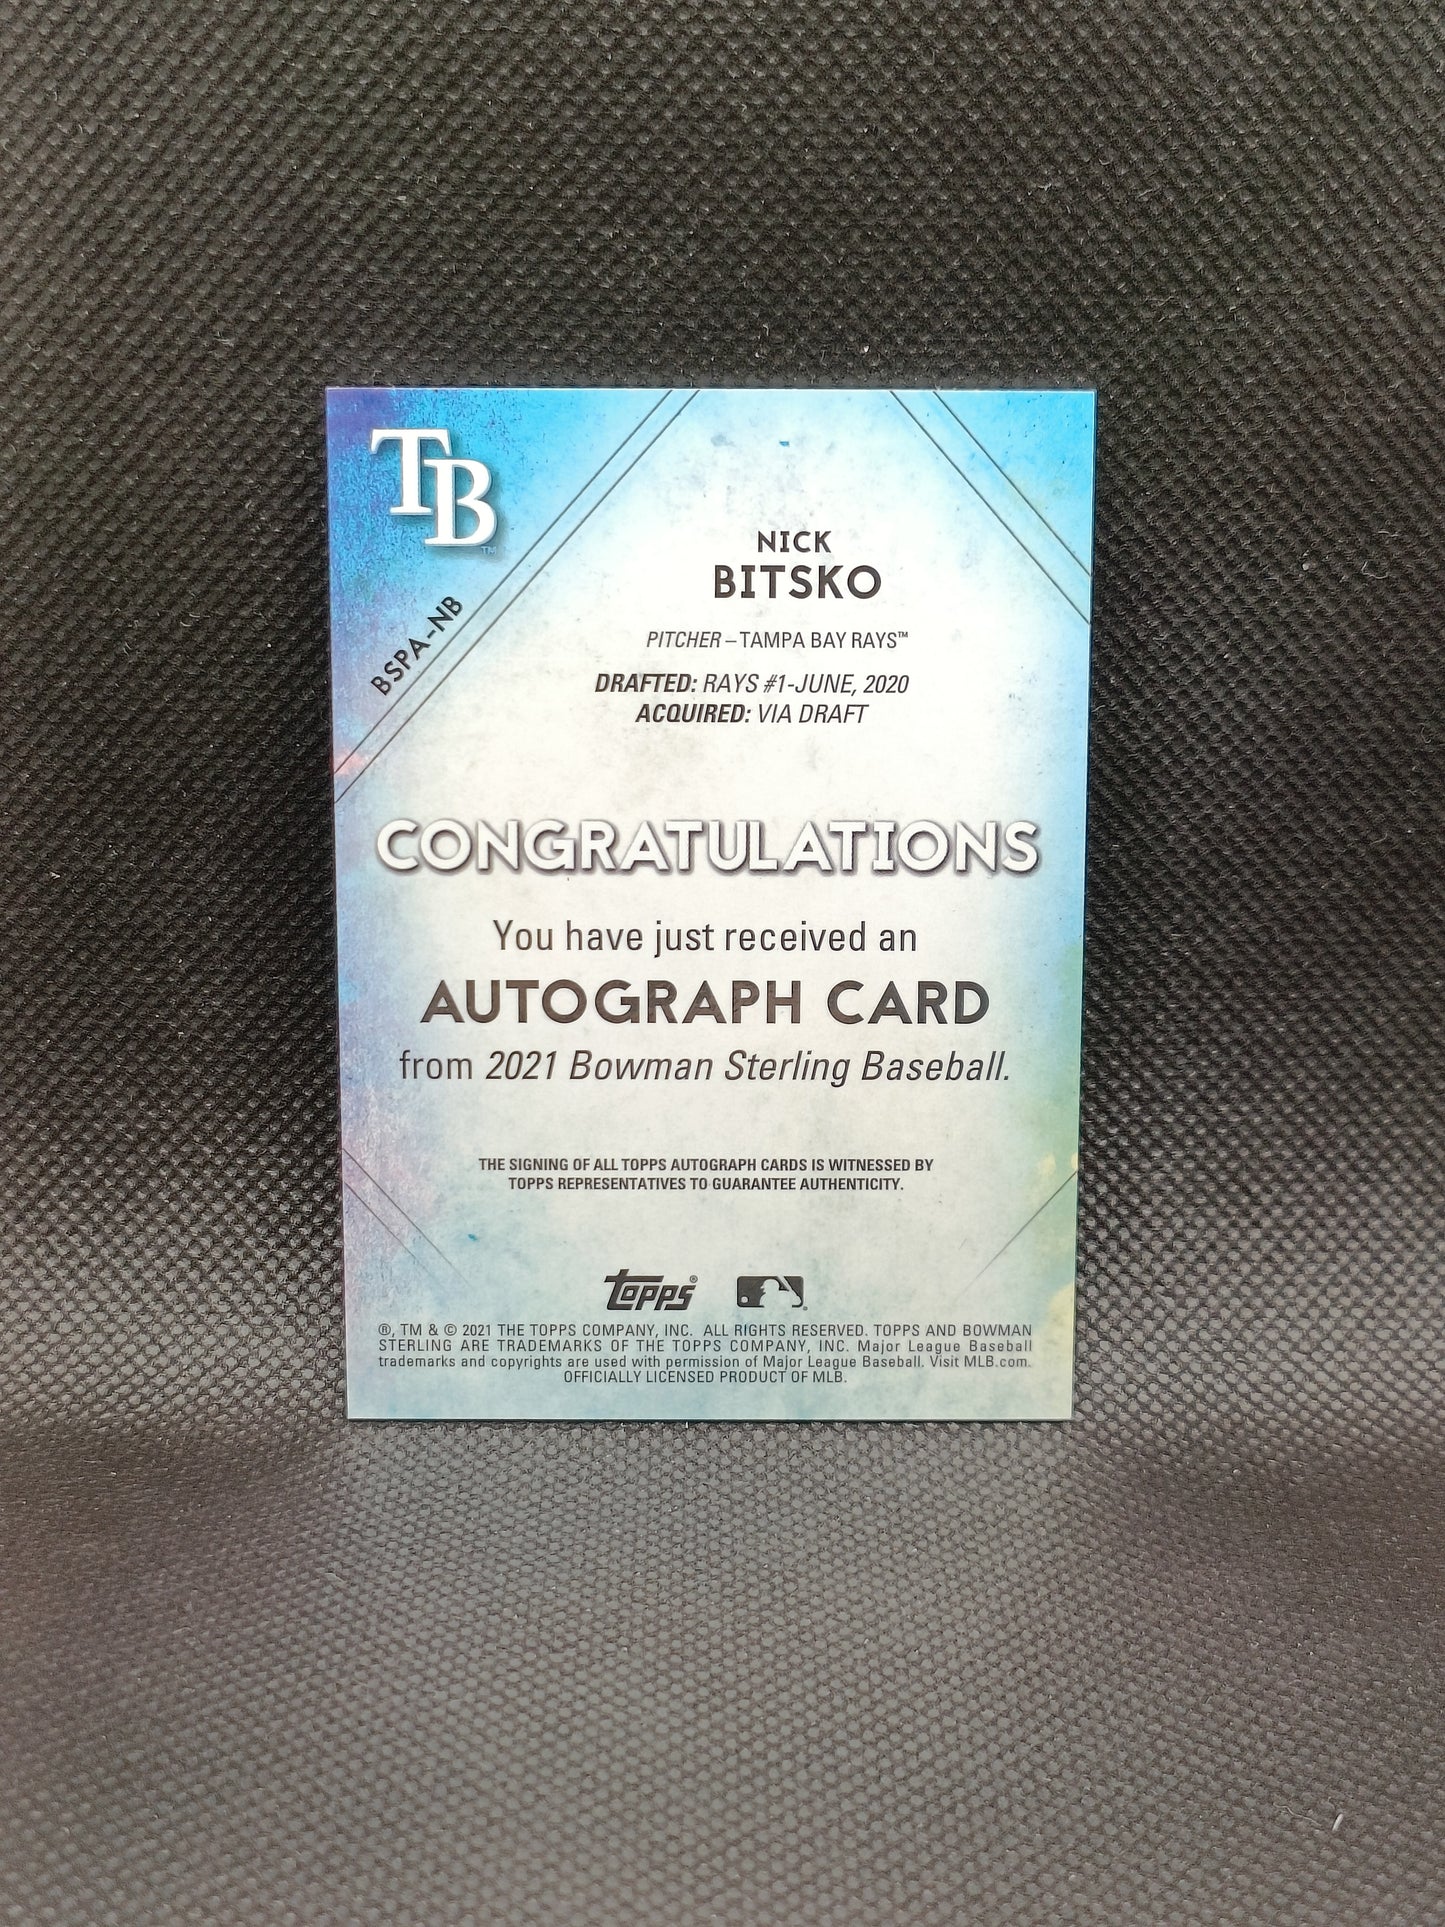 TB™
BSPA-NB
NICK
BITSKO
PITCHER – TAMPA BAY RAYS™
DRAFTED: RAYS #1-JUNE, 2020
ACQUIRED: VIA DRAFT
CONGRATULATIONS
You have just received an
AUTOGRAPH CARD
from 2021 Bowman Sterling Baseball.
THE SIGNING OF ALL TOPPS AUTOGRAPH CARDS IS WITNESSED BY
TOPPS REPRESENTATIVES TO GUARANTEE AUTHENTICITY.
topps®
®, TM & © 2021 THE TOPPS COMPANY, INC. ALL RIGHTS RESERVED. TOPPS AND BOWMAN
STERLING ARE TRADEMARKS OF THE TOPPS COMPANY, INC. Major League Baseball
trademarks and copyrights are used with permission of Major League Baseball. Visit MLB.com.
OFFICIALLY LICENSED PRODUCT OF MLB.